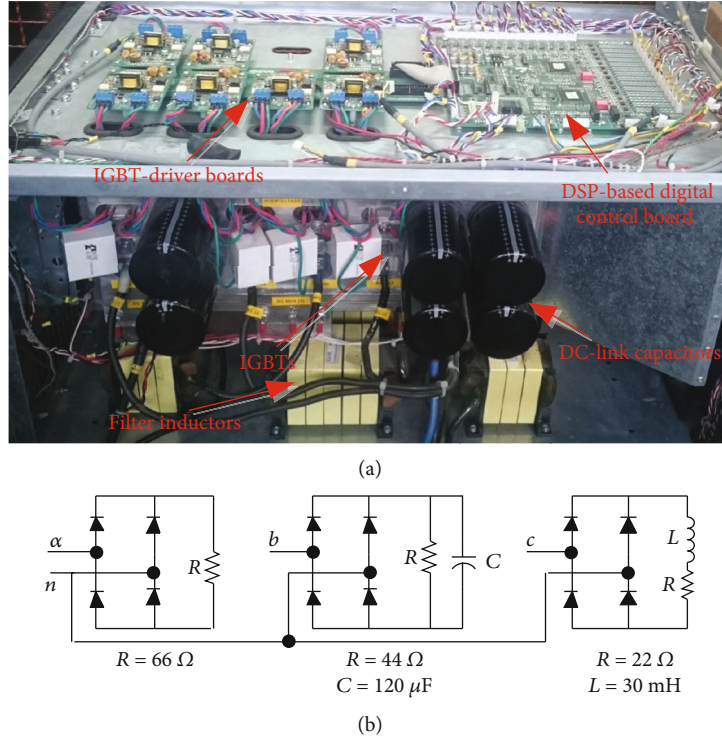 IGBT-driver boards
DSP-based digital
control board
IGBTs
DC-link capacitors
Filter inductors
(a)
α
n
R
b
R
C
c
L
R
R = 66 Ω
R = 44 Ω
C = 120 μF
R = 22 Ω
L = 30 mH
(b)